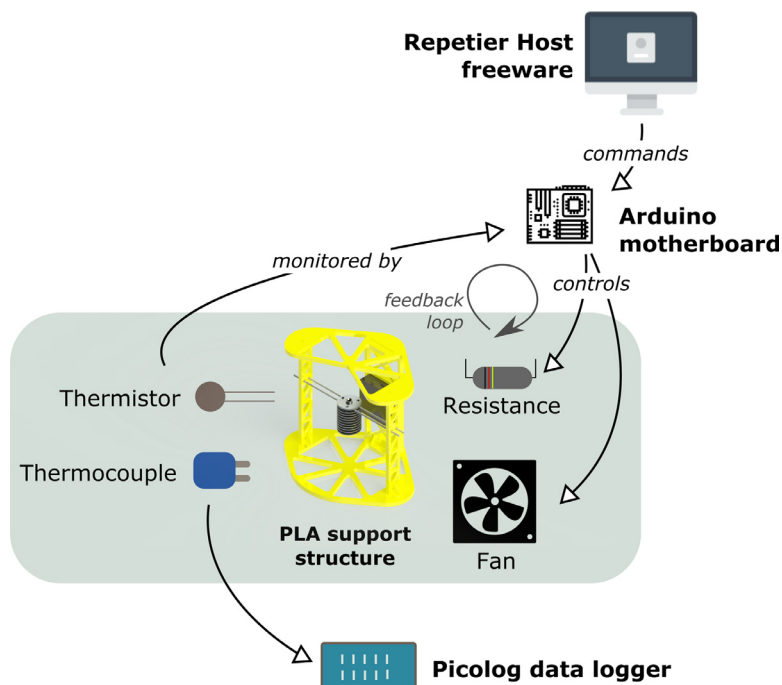 Repetier Host
freeware
commands
Arduino
motherboard
monitored by
controls
feedback
loop
Thermistor
Resistance
Thermocouple
PLA support
structure
Fan
Picolog data logger